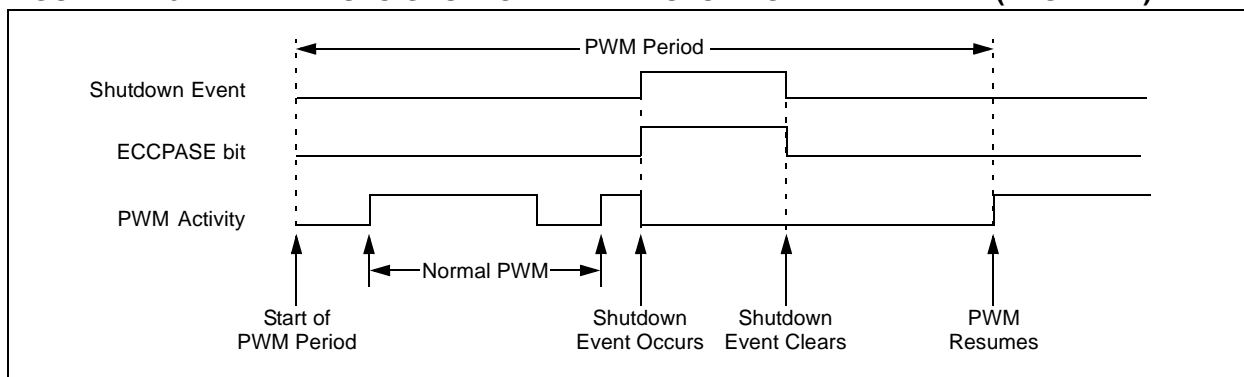 PWM Period
Shutdown Event
ECCPASE bit
PWM Activity
Normal PWM
Start of
PWM Period
Shutdown
Event Occurs
Shutdown
Event Clears
PWM
Resumes